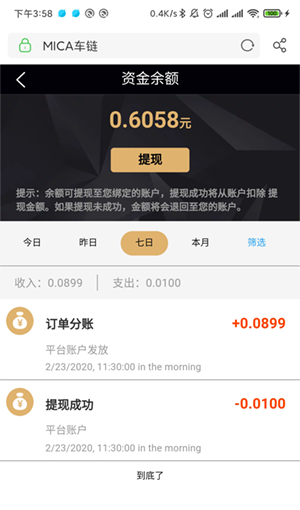 下午3:58 0.4K/s 100
MICA车链
资金余额
0.6058元
提现
提示：余额可提现至您绑定的账户，提现成功将从账户扣除 提
现金额。如果提现未成功，金额将会退回至您的账户。
今日 昨日 七日 本月 筛选
收入：0.0899 支出：0.0100
订单分账 +0.0899
平台账户发放
2/23/2020, 11:30:00 in the morning
提现成功 -0.0100
平台账户
2/23/2020, 11:30:00 in the morning
到底了